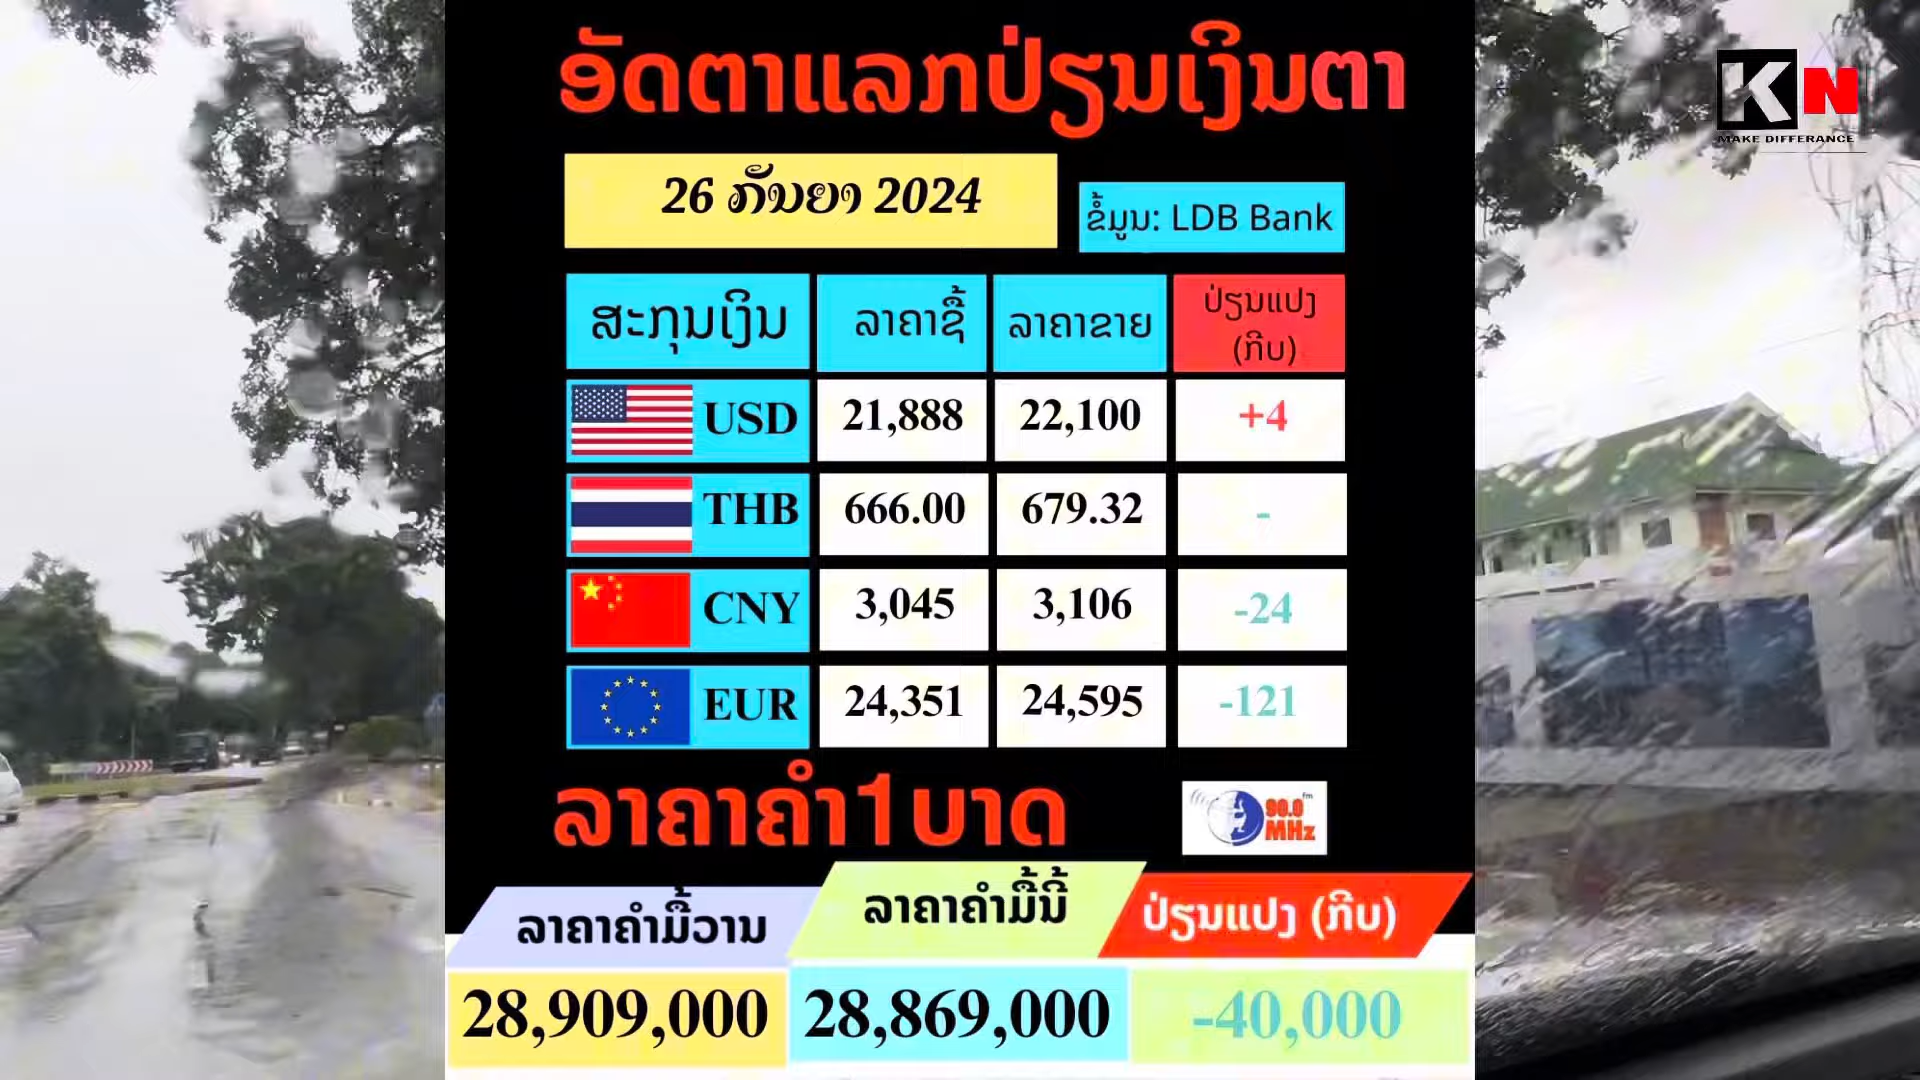 ອັດຕາແລກປ່ຽນເງິນຕາ
KN
MAKE DIFFERANCE
26 ກັນຍາ 2024
ຂໍ້ມູນ: LDB Bank
ສະກຸນເງິນ ລາຄາຊື້ ລາຄາຂາຍ ປ່ຽນແປງ
(ກີບ)
USD 21,888 22,100 +4
THB 666.00 679.32 -
CNY 3,045 3,106 -24
EUR 24,351 24,595 -121
ລາຄາຄຳ1ບາດ
90.0 fm
MHz
ລາຄາຄຳມື້ວານ ລາຄາຄຳມື້ນີ້ ປ່ຽນແປງ (ກີບ)
28,909,000 28,869,000 -40,000